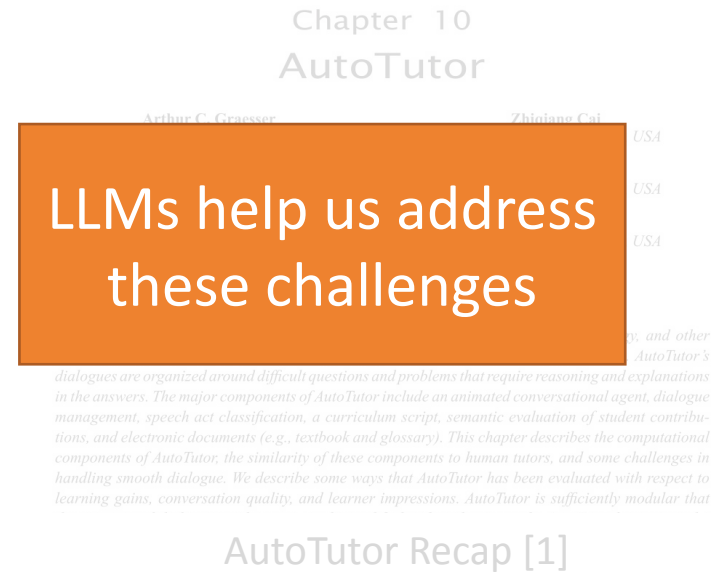 Chapter 10
AutoTutor
Arthur C. Graesser Zhiqiang Cai
USA
LLMs help us address
USA
these challenges
USA
and other
AutoTutor's
dialogues are organized around difficult questions and problems that require reasoning and explanations
in the answers. The major components of AutoTutor include an animated conversational agent, dialogue
management, speech act classification, a curriculum script, semantic evaluation of student contribu-
tions, and electronic documents (e.g., textbook and glossary). This chapter describes the computational
components of AutoTutor, the similarity of these components to human tutors, and some challenges in
handling smooth dialogue. We describe some ways that AutoTutor has been evaluated with respect to
learning gains, conversation quality, and learner impressions. AutoTutor is sufficiently modular that
AutoTutor Recap [1]